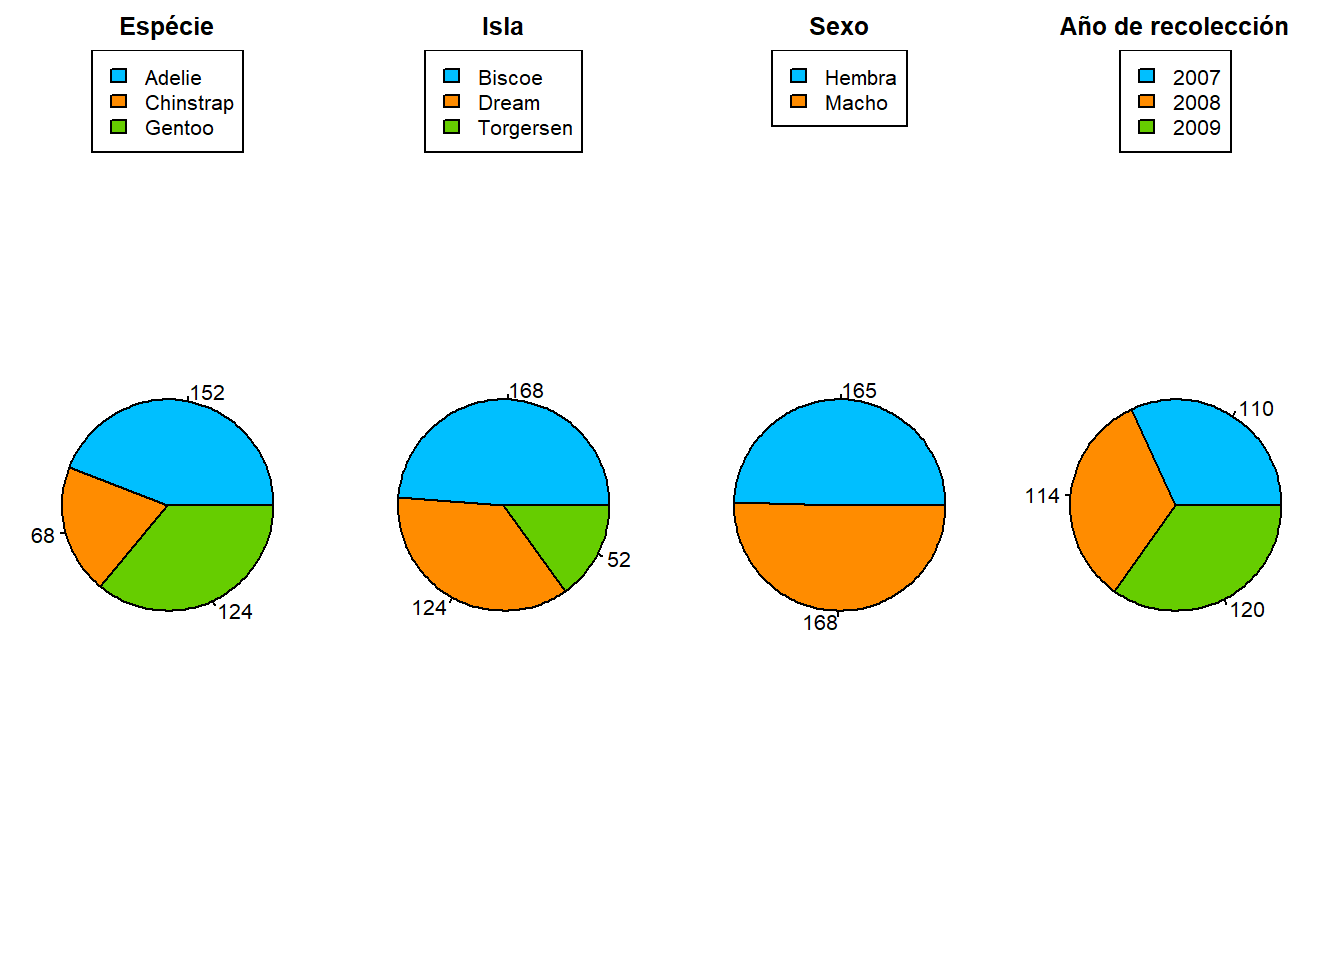 Espécie
Adelie
Chinstrap
Gentoo
152
68
124
Isla
Biscoe
Dream
Torgersen
168
52
124
Sexo
Hembra
Macho
165
168
Año de recolección
2007
2008
2009
110
114
120